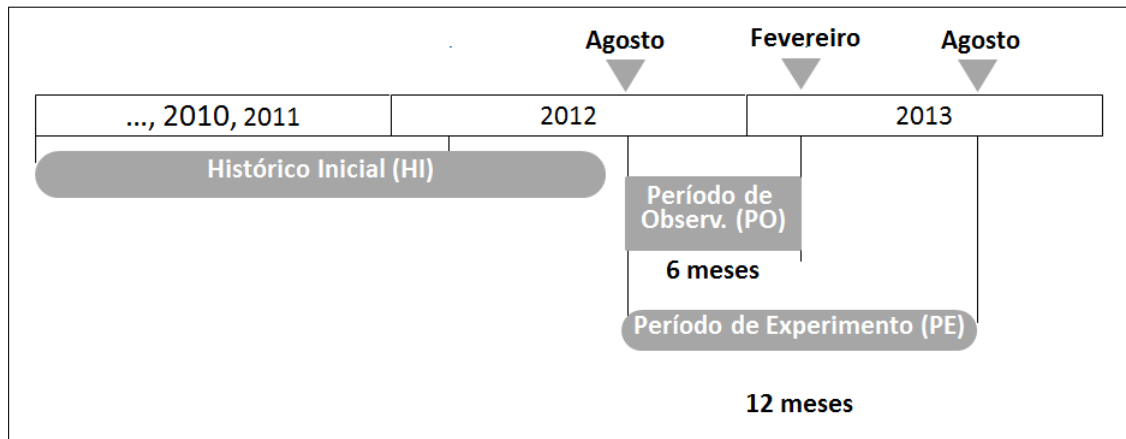 Agosto
Fevereiro
Agosto
..., 2010, 2011
2012
2013
Histórico Inicial (HI)
Período de
Observ. (PO)
6 meses
Período de Experimento (PE)
12 meses